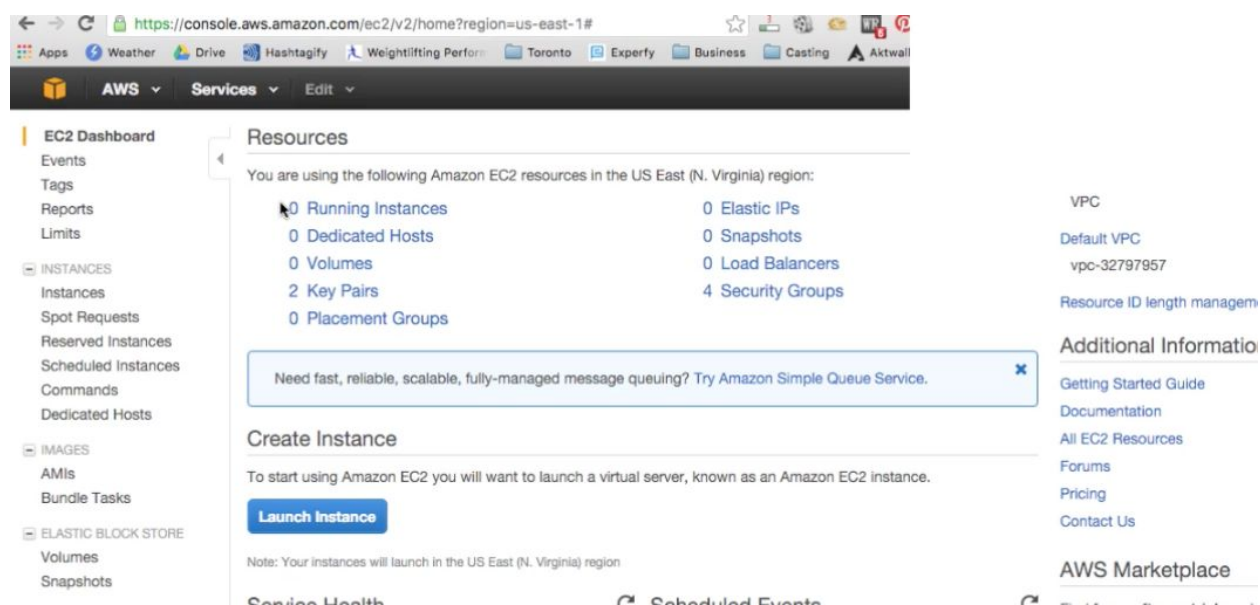 https://console.aws.amazon.com/ec2/v2/home?region=us-east-1#
Apps Weather Drive Hashtagify Weightlifting Perform Toronto Experfy Business Casting Aktwall
AWS Services Edit
EC2 Dashboard
Events
Tags
Reports
Limits
INSTANCES
Instances
Spot Requests
Reserved Instances
Scheduled Instances
Commands
Dedicated Hosts
IMAGES
AMIs
Bundle Tasks
ELASTIC BLOCK STORE
Volumes
Snapshots
Resources
You are using the following Amazon EC2 resources in the US East (N. Virginia) region:
0 Running Instances 0 Elastic IPs
0 Dedicated Hosts 0 Snapshots
0 Volumes 0 Load Balancers
2 Key Pairs 4 Security Groups
0 Placement Groups
Need fast, reliable, scalable, fully-managed message queuing? Try Amazon Simple Queue Service.
Create Instance
To start using Amazon EC2 you will want to launch a virtual server, known as an Amazon EC2 instance.
Launch Instance
Note: Your instances will launch in the US East (N. Virginia) region
Service Health Scheduled Events
VPC
Default VPC
vpc-32797957
Resource ID length manageme
Additional Informatio
Getting Started Guide
Documentation
All EC2 Resources
Forums
Pricing
Contact Us
AWS Marketplace